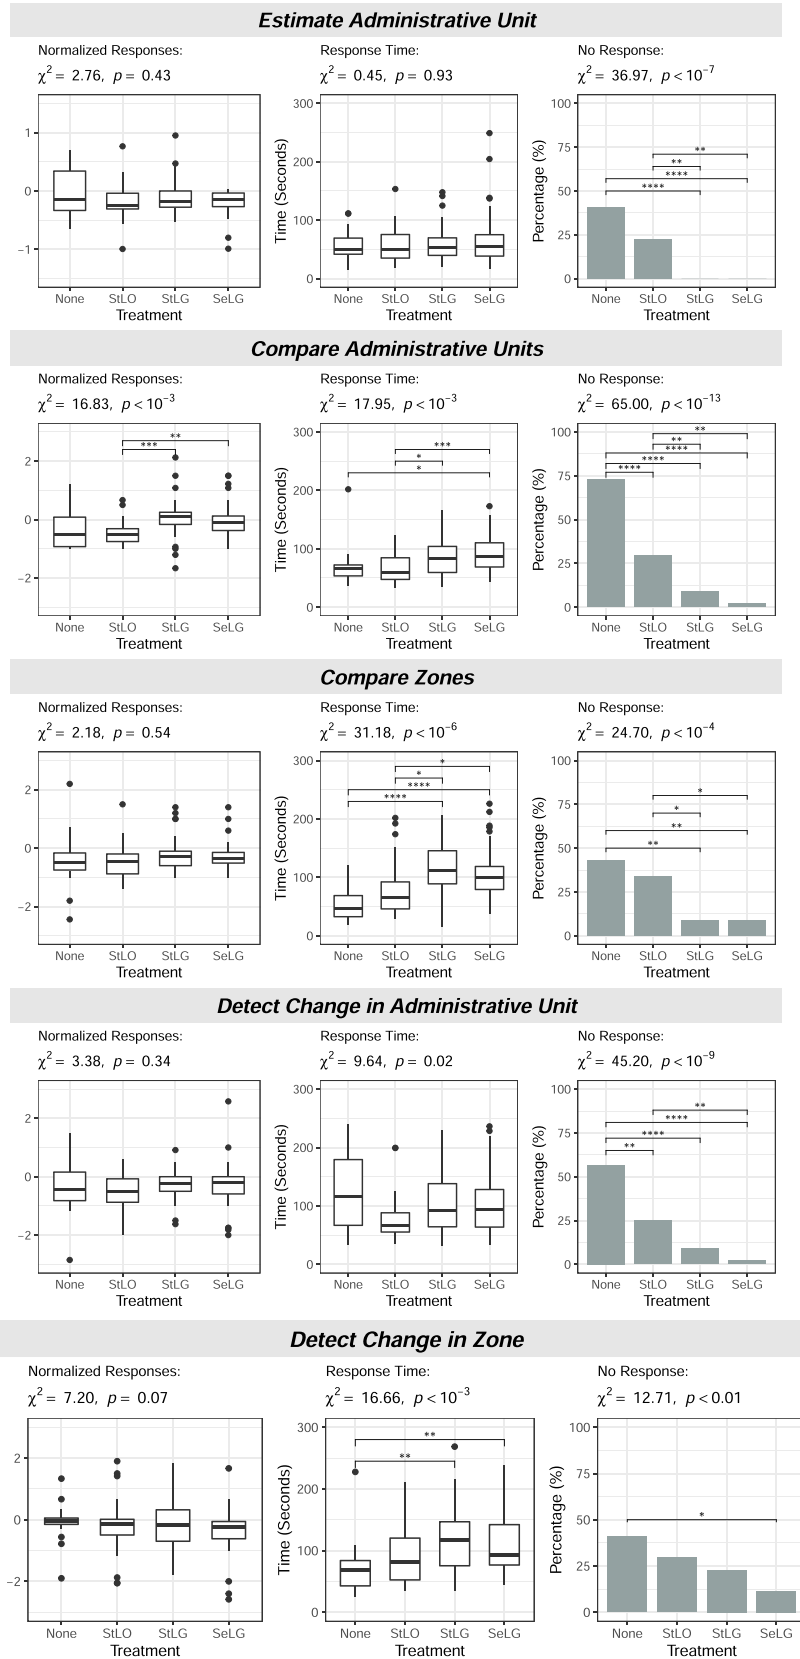 Estimate Administrative Unit
Normalized Responses:
χ² = 2.76, p = 0.43
Response Time:
χ² = 0.45, p = 0.93
No Response:
χ² = 36.97, p < 10⁻⁷
1
0
−1
None StLO StLG SeLG
Treatment
Time (Seconds)
300
200
100
0
None StLO StLG SeLG
Treatment
Percentage (%)
100
75
50
25
0
**
**
****
****
None StLO StLG SeLG
Treatment
Compare Administrative Units
Normalized Responses:
χ² = 16.83, p < 10⁻³
Response Time:
χ² = 17.95, p < 10⁻³
No Response:
χ² = 65.00, p < 10⁻¹³
2
0
−2
**
***
None StLO StLG SeLG
Treatment
Time (Seconds)
300
200
100
0
***
*
*
None StLO StLG SeLG
Treatment
Percentage (%)
100
75
50
25
0
**
**
****
****
****
None StLO StLG SeLG
Treatment
Compare Zones
Normalized Responses:
χ² = 2.18, p = 0.54
Response Time:
χ² = 31.18, p < 10⁻⁶
No Response:
χ² = 24.70, p < 10⁻⁴
2
0
−2
None StLO StLG SeLG
Treatment
Time (Seconds)
300
200
100
0
*
*
****
****
None StLO StLG SeLG
Treatment
Percentage (%)
100
75
50
25
0
*
*
**
**
None StLO StLG SeLG
Treatment
Detect Change in Administrative Unit
Normalized Responses:
χ² = 3.38, p = 0.34
Response Time:
χ² = 9.64, p = 0.02
No Response:
χ² = 45.20, p < 10⁻⁹
2
0
−2
None StLO StLG SeLG
Treatment
Time (Seconds)
300
200
100
0
None StLO StLG SeLG
Treatment
Percentage (%)
100
75
50
25
0
**
****
****
**
None StLO StLG SeLG
Treatment
Detect Change in Zone
Normalized Responses:
χ² = 7.20, p = 0.07
Response Time:
χ² = 16.66, p < 10⁻³
No Response:
χ² = 12.71, p < 0.01
2
0
−2
None StLO StLG SeLG
Treatment
Time (Seconds)
300
200
100
0
**
**
None StLO StLG SeLG
Treatment
Percentage (%)
100
75
50
25
0
*
None StLO StLG SeLG
Treatment